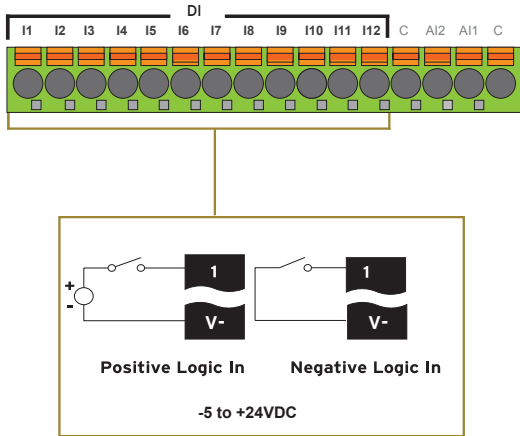 DI
I1 I2 I3 I4 I5 I6 I7 I8 I9 I10 I11 I12 C AI2 AI1 C
+ 1 1
- V- V-
Positive Logic In Negative Logic In
-5 to +24VDC